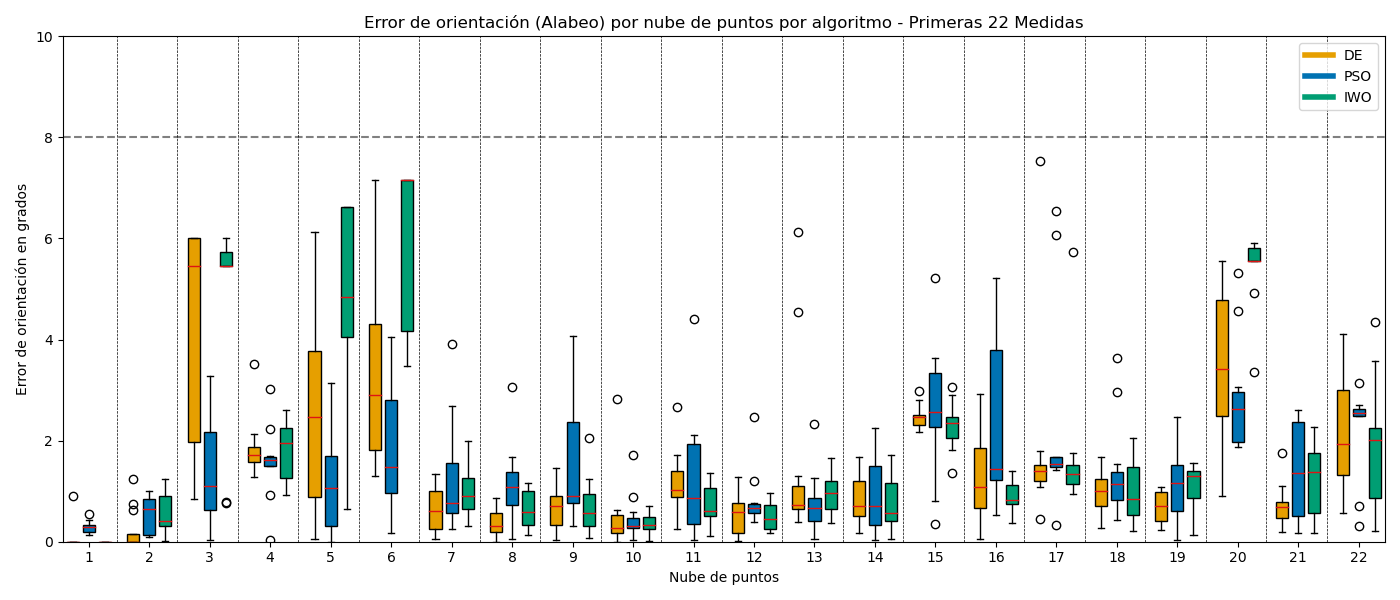 Error de orientación (Alabeo) por nube de puntos por algoritmo - Primeras 22 Medidas
Error de orientación en grados
10
8
6
4
2
0
DE
PSO
IWO
1 2 3 4 5 6 7 8 9 10 11 12 13 14 15 16 17 18 19 20 21 22
Nube de puntos